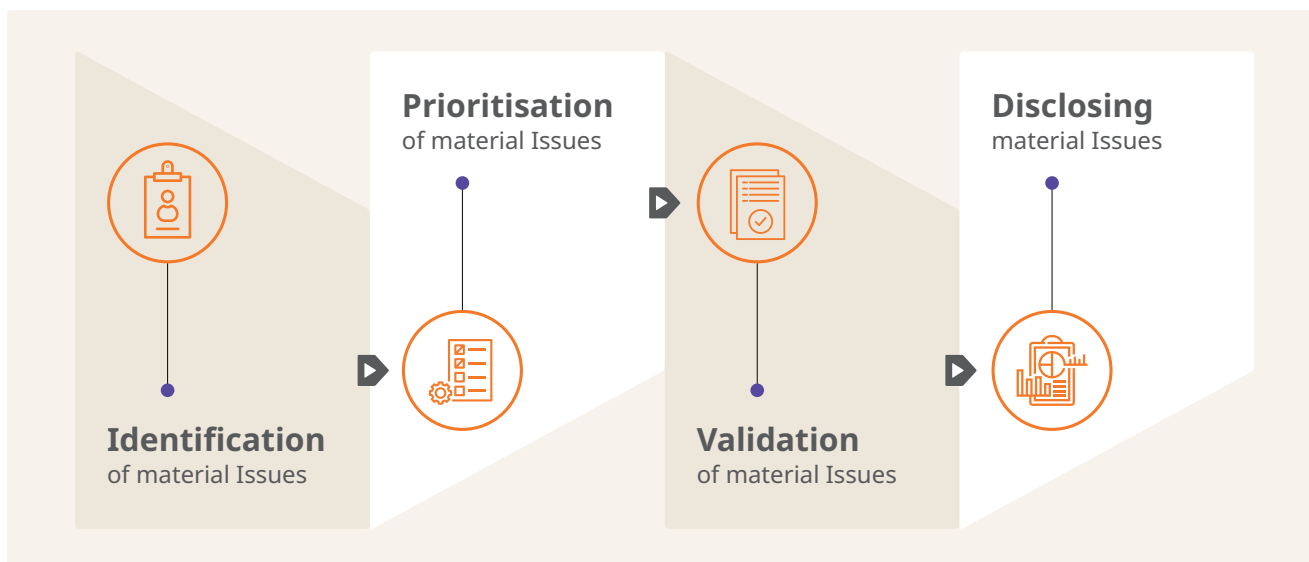 Identification
of material Issues
Prioritisation
of material Issues
Validation
of material Issues
Disclosing
material Issues